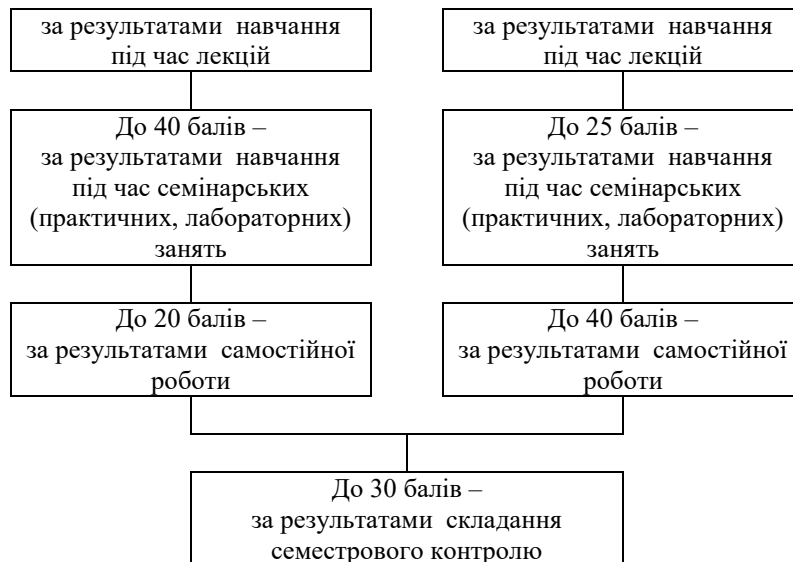 за результатами навчання
під час лекцій
за результатами навчання
під час лекцій
До 40 балів –
за результатами навчання
під час семінарських
(практичних, лабораторних)
занять
До 25 балів –
за результатами навчання
під час семінарських
(практичних, лабораторних)
занять
До 20 балів –
за результатами самостійної
роботи
До 40 балів –
за результатами самостійної
роботи
До 30 балів –
за результатами складання
семестрового контролю